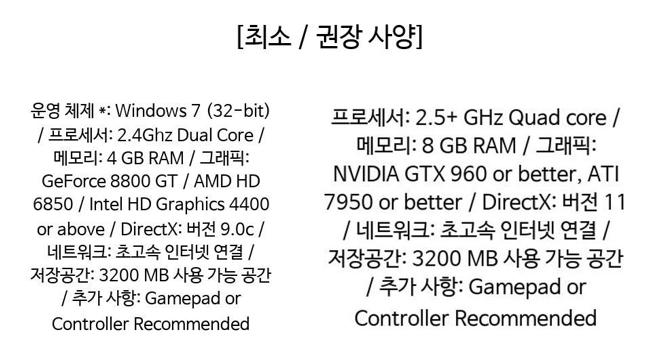 [최소 / 권장 사양]
운영 체제 *: Windows 7 (32-bit)
/ 프로세서: 2.4Ghz Dual Core /
메모리: 4 GB RAM / 그래픽:
GeForce 8800 GT / AMD HD
6850 / Intel HD Graphics 4400
or above / DirectX: 버전 9.0c /
네트워크: 초고속 인터넷 연결 /
저장공간: 3200 MB 사용 가능 공간
/ 추가 사항: Gamepad or
Controller Recommended
프로세서: 2.5+ GHz Quad core /
메모리: 8 GB RAM / 그래픽:
NVIDIA GTX 960 or better, ATI
7950 or better / DirectX: 버전 11
/ 네트워크: 초고속 인터넷 연결 /
저장공간: 3200 MB 사용 가능 공간
/ 추가 사항: Gamepad or
Controller Recommended